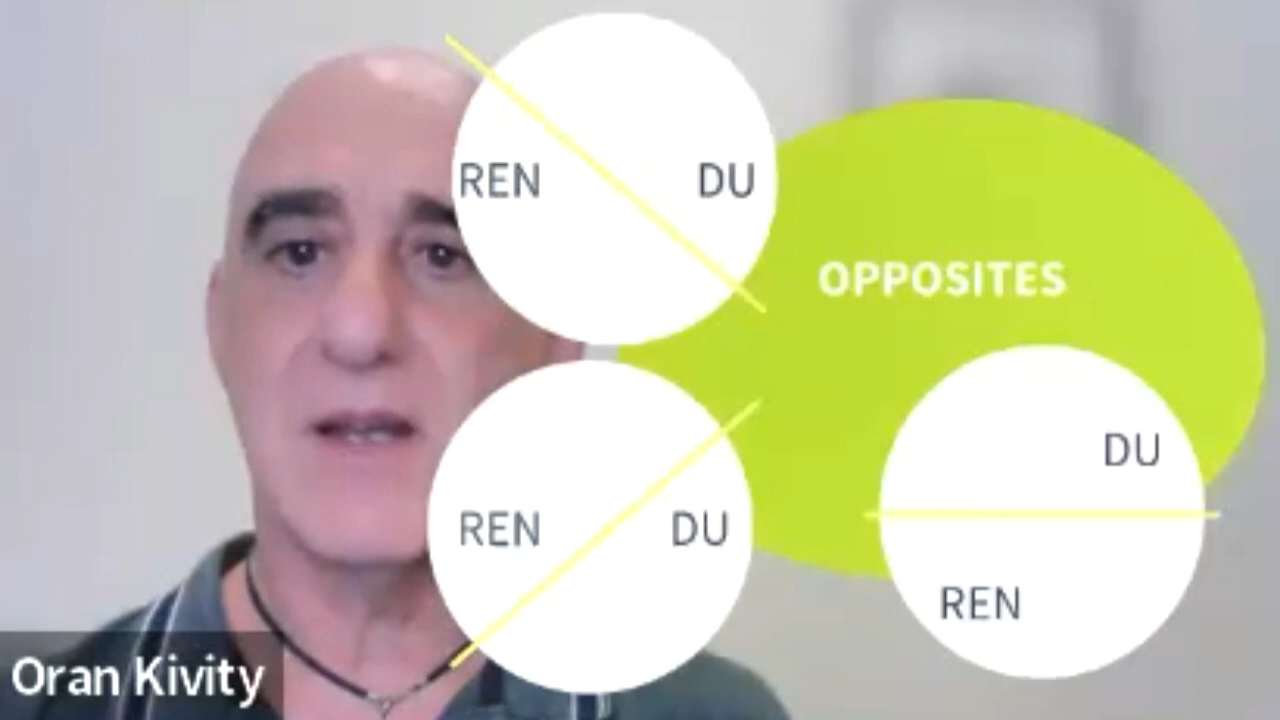 REN DU
OPPOSITES
REN DU
DU
REN
Oran Kivity